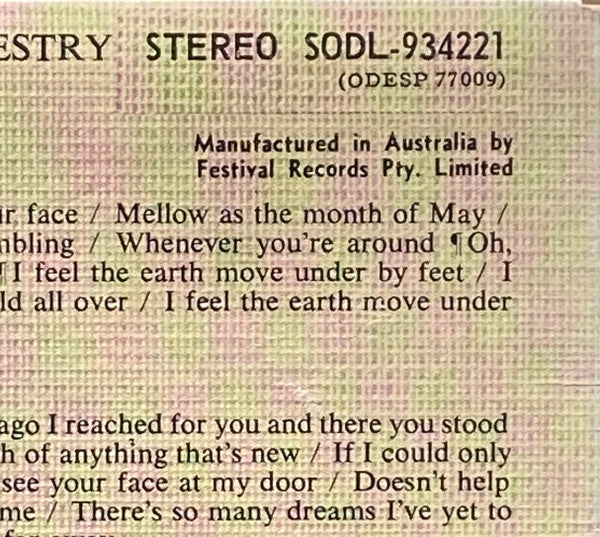 ESTRY STEREO SODL-934221
(ODESP 77009)
Manufactured in Australia by
Festival Records Pty. Limited
ur face / Mellow as the month of May /
mbling / Whenever you're around ¶Oh,
¶I feel the earth move under by feet / I
ld all over / I feel the earth move under
ago I reached for you and there you stood
h of anything that's new / If I could only
see your face at my door / Doesn't help
me / There's so many dreams I've yet to